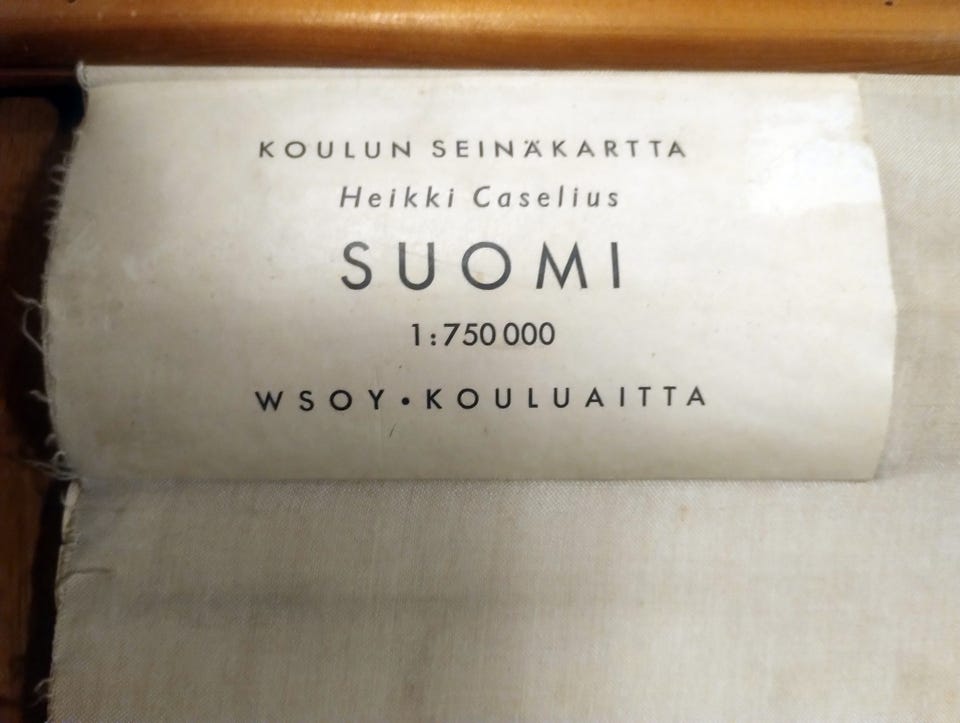 KOULUN SEINÄKARTTA
Heikki Caselius
SUOMI
1:750 000
WSOY • KOULUAITTA